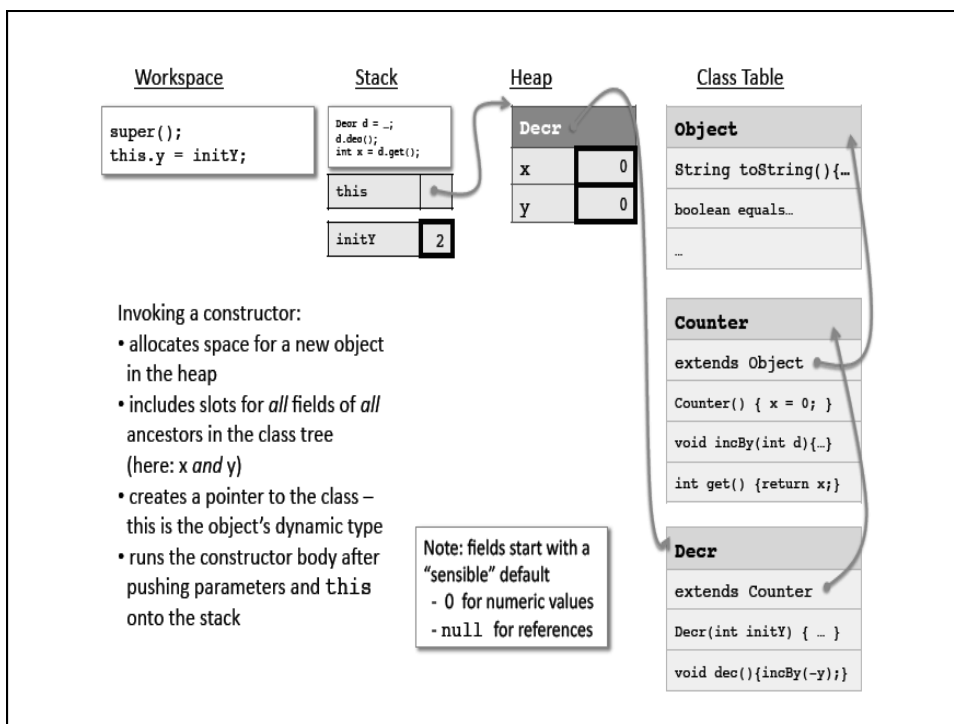 Workspace
super();
this.y = initY;
Stack
Decr d = _;
d.dec();
int x = d.get();
this
initY 2
Heap
Decr
x 0
y 0
Class Table
Object
String toString(){…
boolean equals…
…
Counter
extends Object
Counter() { x = 0; }
void incBy(int d){…}
int get() {return x;}
Decr
extends Counter
Decr(int initY) { … }
void dec(){incBy(-y);}
Invoking a constructor:
• allocates space for a new object
in the heap
• includes slots for all fields of all
ancestors in the class tree
(here: x and y)
• creates a pointer to the class –
this is the object's dynamic type
• runs the constructor body after
pushing parameters and this
onto the stack
Note: fields start with a
“sensible” default
- 0 for numeric values
- null for references